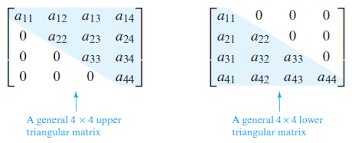 a11 a12 a13 a14
0 a22 a23 a24
0 0 a33 a34
0 0 0 a44
A general 4 × 4 upper
triangular matrix
a11 0 0 0
a21 a22 0 0
a31 a32 a33 0
a41 a42 a43 a44
A general 4 × 4 lower
triangular matrix